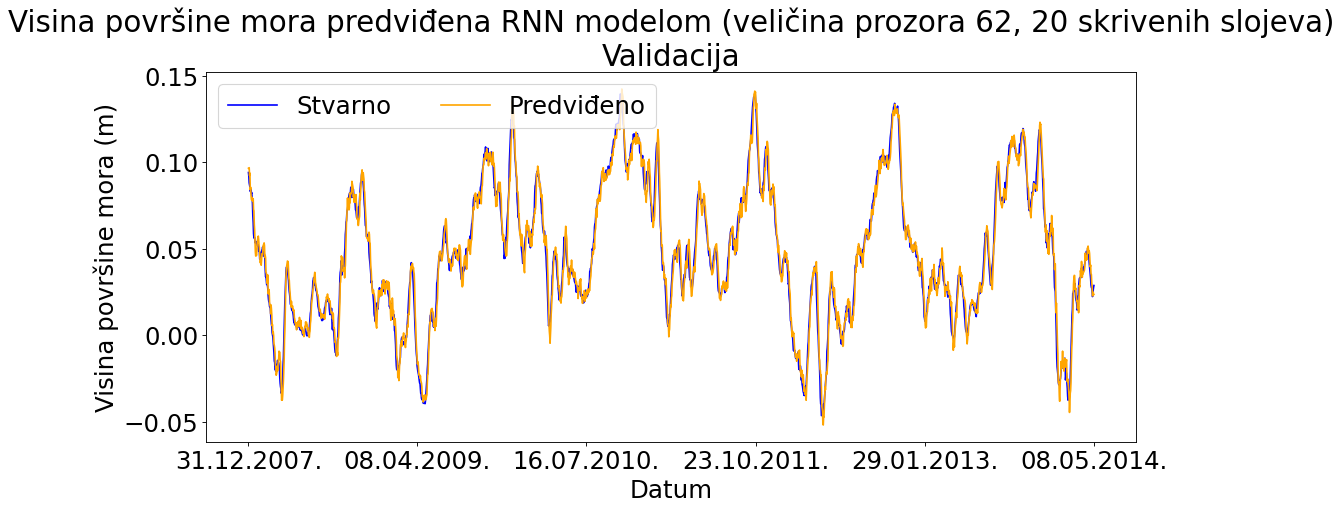 Visina površine mora predviđena RNN modelom (veličina prozora 62, 20 skrivenih slojeva)
Validacija
Stvarno Predviđeno
Visina površine mora (m)
0.15
0.10
0.05
0.00
−0.05
31.12.2007. 08.04.2009. 16.07.2010. 23.10.2011. 29.01.2013. 08.05.2014.
Datum